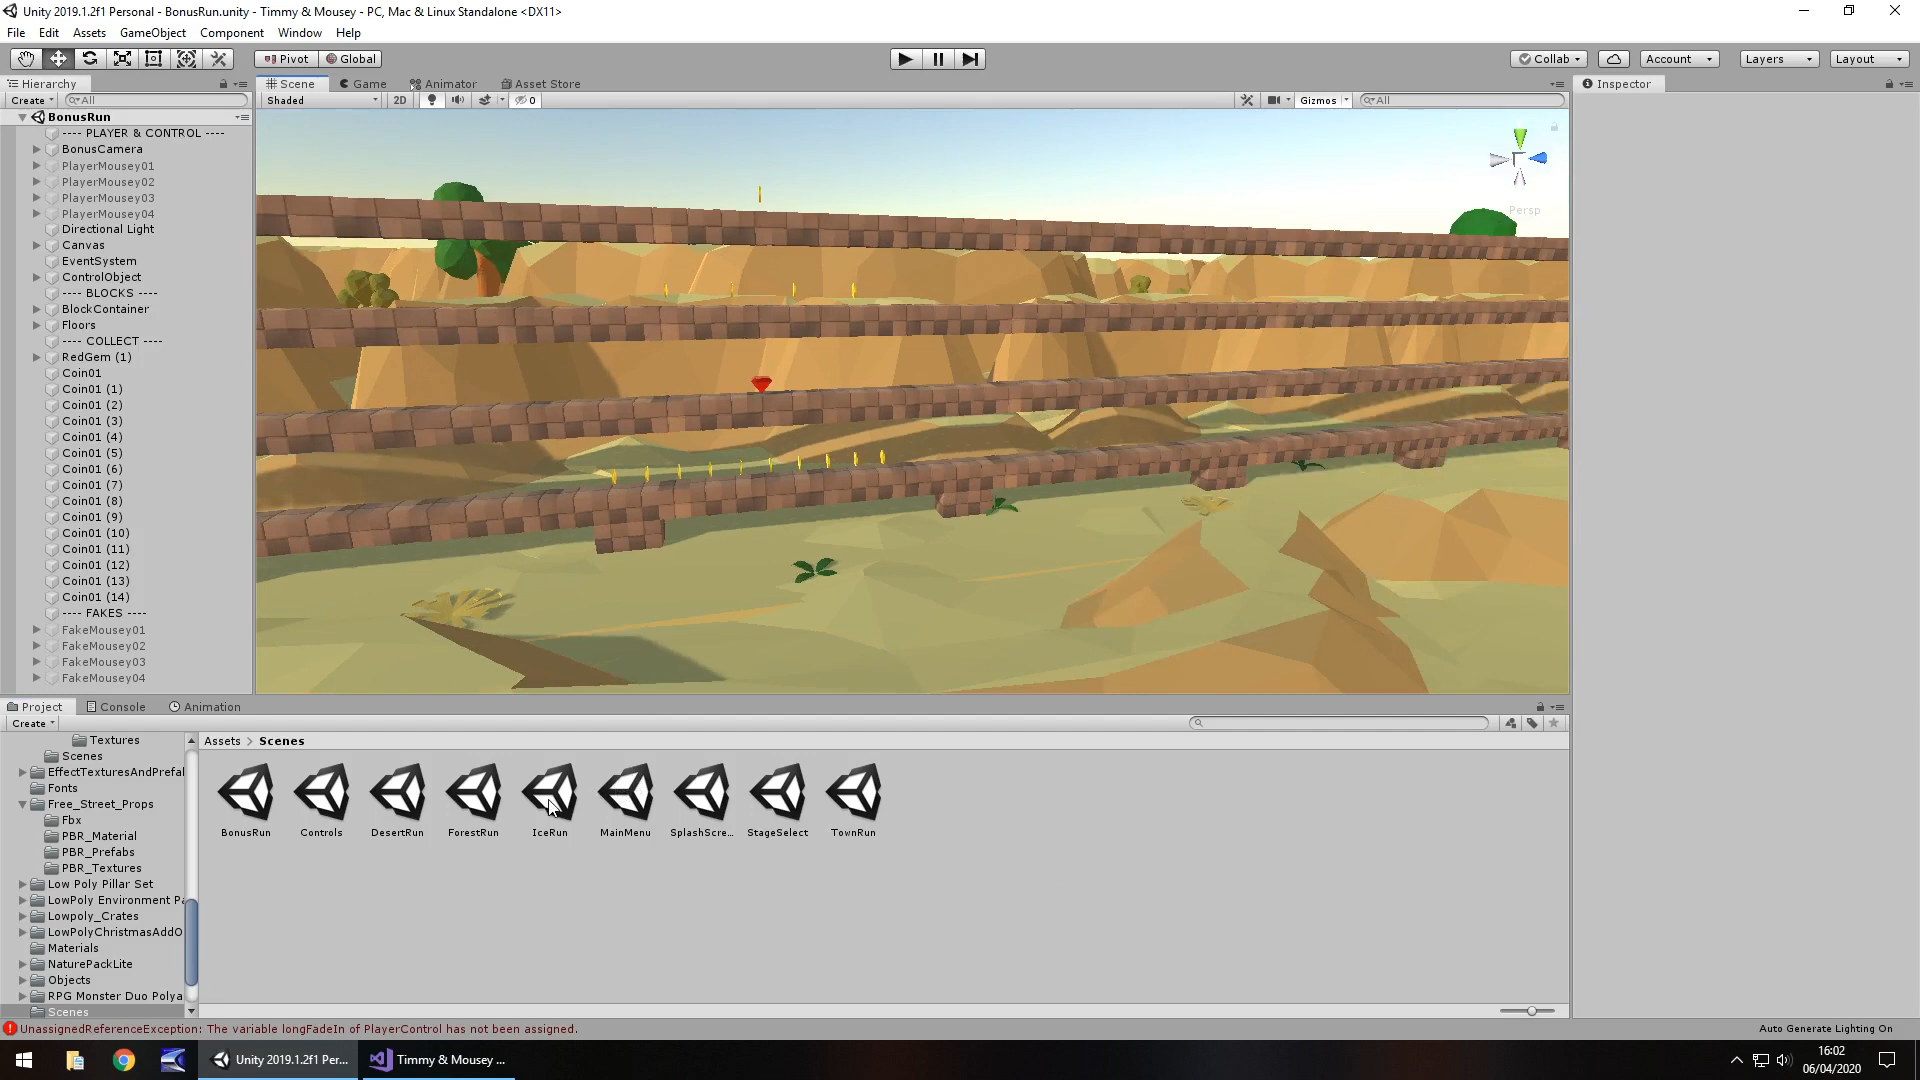 Unity 2019.1.2f1 Personal - BonusRun.unity - Timmy & Mousey - PC, Mac & Linux Standalone <DX11>
File Edit Assets GameObject Component Window Help
Pivot Global Collab Account Layers Layout
Hierarchy Scene Game Animator Asset Store Inspector
Create All Shaded 2D 0 Gizmos All
BonusRun
---- PLAYER & CONTROL ----
BonusCamera
PlayerMousey01
PlayerMousey02
PlayerMousey03
PlayerMousey04
Directional Light
Canvas
EventSystem
ControlObject
---- BLOCKS ----
BlockContainer
Floors
---- COLLECT ----
RedGem (1)
Coin01
Coin01 (1)
Coin01 (2)
Coin01 (3)
Coin01 (4)
Coin01 (5)
Coin01 (6)
Coin01 (7)
Coin01 (8)
Coin01 (9)
Coin01 (10)
Coin01 (11)
Coin01 (12)
Coin01 (13)
Coin01 (14)
---- FAKES ----
FakeMousey01
FakeMousey02
FakeMousey03
FakeMousey04
Persp
Project Console Animation
Create
Textures
Scenes
EffectTexturesAndPrefal
Fonts
Free_Street_Props
Fbx
PBR_Material
PBR_Prefabs
PBR_Textures
Low Poly Pillar Set
LowPoly Environment Pa
Lowpoly_Crates
LowPolyChristmasAddO
Materials
NaturePackLite
Objects
RPG Monster Duo Polya
Scenes
Assets > Scenes
BonusRun Controls DesertRun ForestRun IceRun MainMenu SplashScre... StageSelect TownRun
UnassignedReferenceException: The variable longFadeIn of PlayerControl has not been assigned.
Auto Generate Lighting On
Unity 2019.1.2f1 Per... Timmy & Mousey ...
16:02
06/04/2020